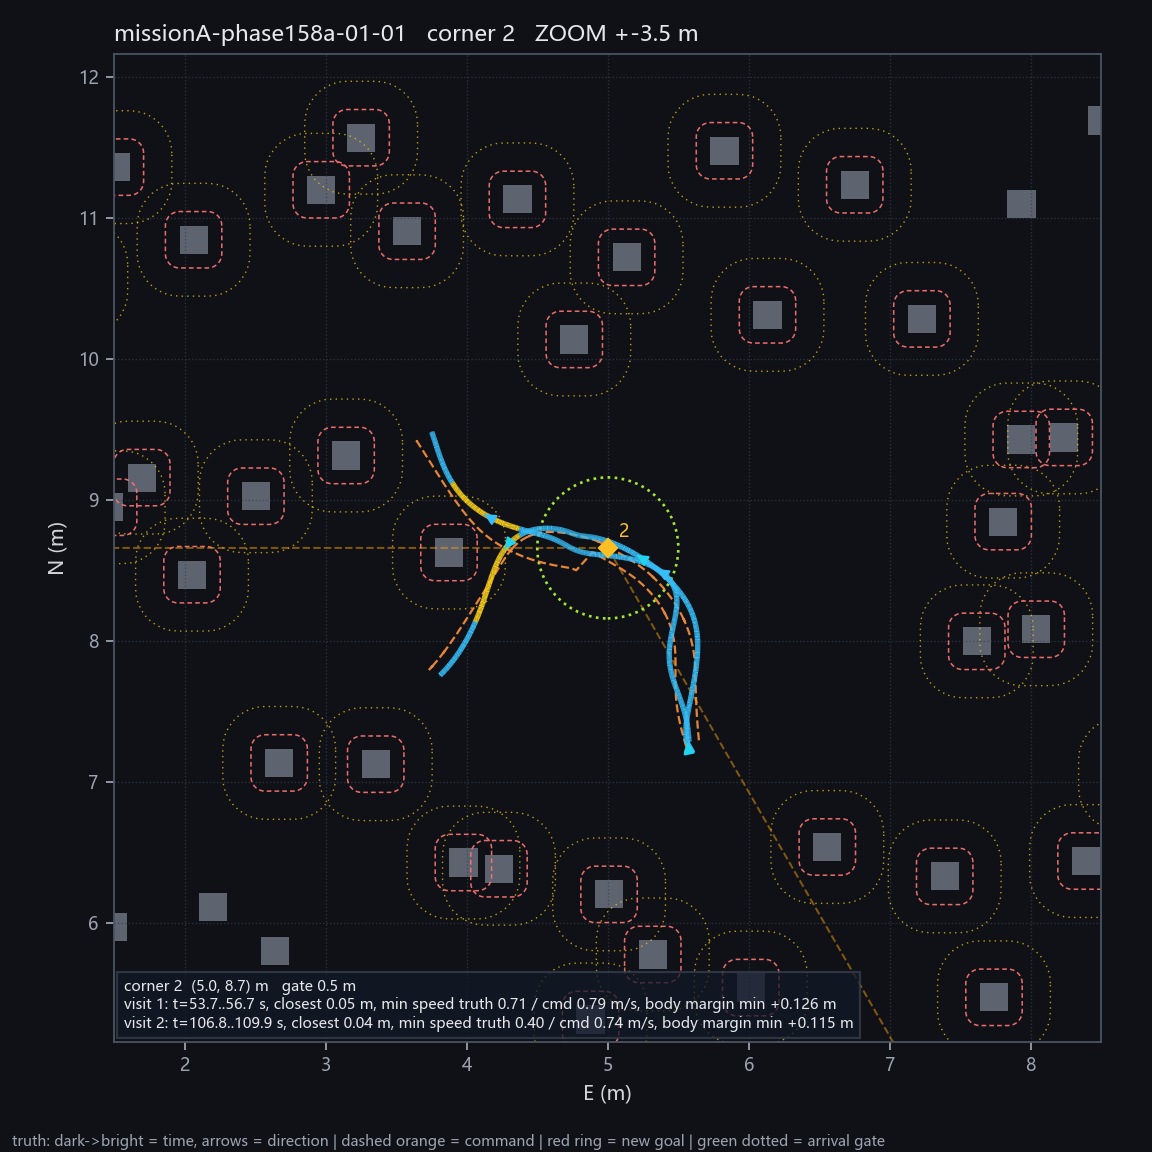 missionA-phase158a-01-01   corner 2   ZOOM +-3.5 m
12
11
10
9
8
7
6
N (m)
2
corner 2  (5.0, 8.7) m   gate 0.5 m
visit 1: t=53.7..56.7 s, closest 0.05 m, min speed truth 0.71 / cmd 0.79 m/s, body margin min +0.126 m
visit 2: t=106.8..109.9 s, closest 0.04 m, min speed truth 0.40 / cmd 0.74 m/s, body margin min +0.115 m
2 3 4 5 6 7 8
E (m)
truth: dark->bright = time, arrows = direction | dashed orange = command | red ring = new goal | green dotted = arrival gate